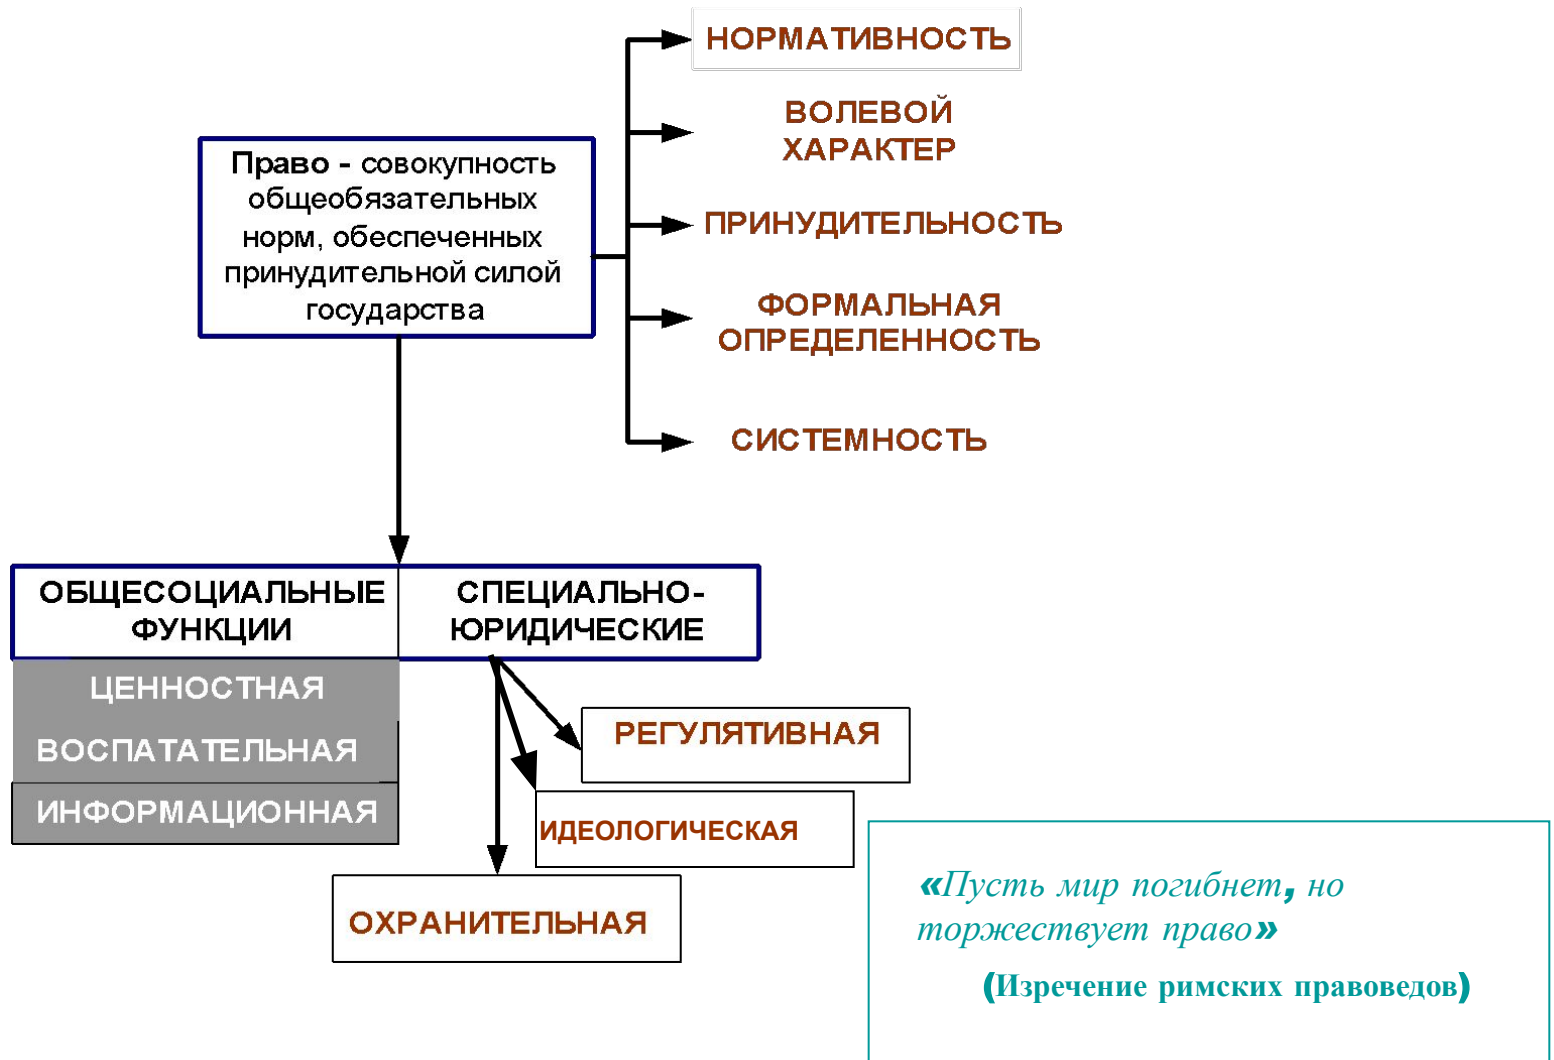 НОРМАТИВНОСТЬ
ВОЛЕВОЙ
ХАРАКТЕР
Право - совокупность
общеобязательных
норм, обеспеченных
принудительной силой
государства
ПРИНУДИТЕЛЬНОСТЬ
ФОРМАЛЬНАЯ
ОПРЕДЕЛЕННОСТЬ
СИСТЕМНОСТЬ
ОБЩЕСОЦИАЛЬНЫЕ
ФУНКЦИИ
СПЕЦИАЛЬНО-
ЮРИДИЧЕСКИЕ
ЦЕННОСТНАЯ
ВОСПАТАТЕЛЬНАЯ
ИНФОРМАЦИОННАЯ
РЕГУЛЯТИВНАЯ
ИДЕОЛОГИЧЕСКАЯ
ОХРАНИТЕЛЬНАЯ
«Пусть мир погибнет, но
торжествует право»
(Изречение римских правоведов)